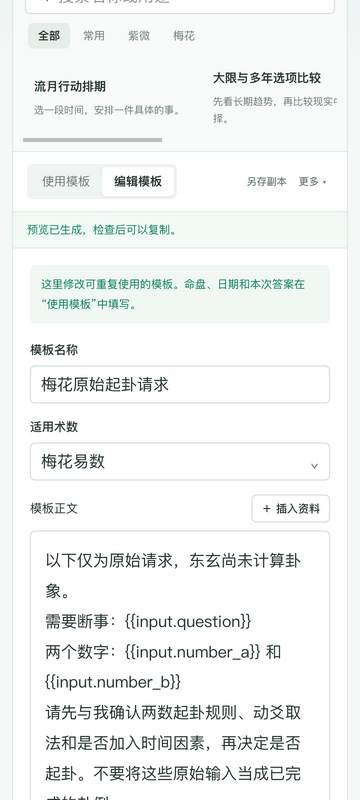 全部 常用 紫微 梅花
流月行动排期
选一段时间，安排一件具体的事。
大限与多年选项比较
先看长期趋势，再比较现实中
择。
使用模板 编辑模板 另存副本 更多
预览已生成，检查后可以复制。
这里修改可重复使用的模板。命盘、日期和本次答案在
“使用模板”中填写。
模板名称
梅花原始起卦请求
适用术数
梅花易数
模板正文 + 插入资料
以下仅为原始请求，东玄尚未计算卦
象。
需要断事：{{input.question}}
两个数字：{{input.number_a}} 和
{{input.number_b}}
请先与我确认两数起卦规则、动爻取
法和是否加入时间因素，再决定是否
起卦。不要将这些原始输入当成已完